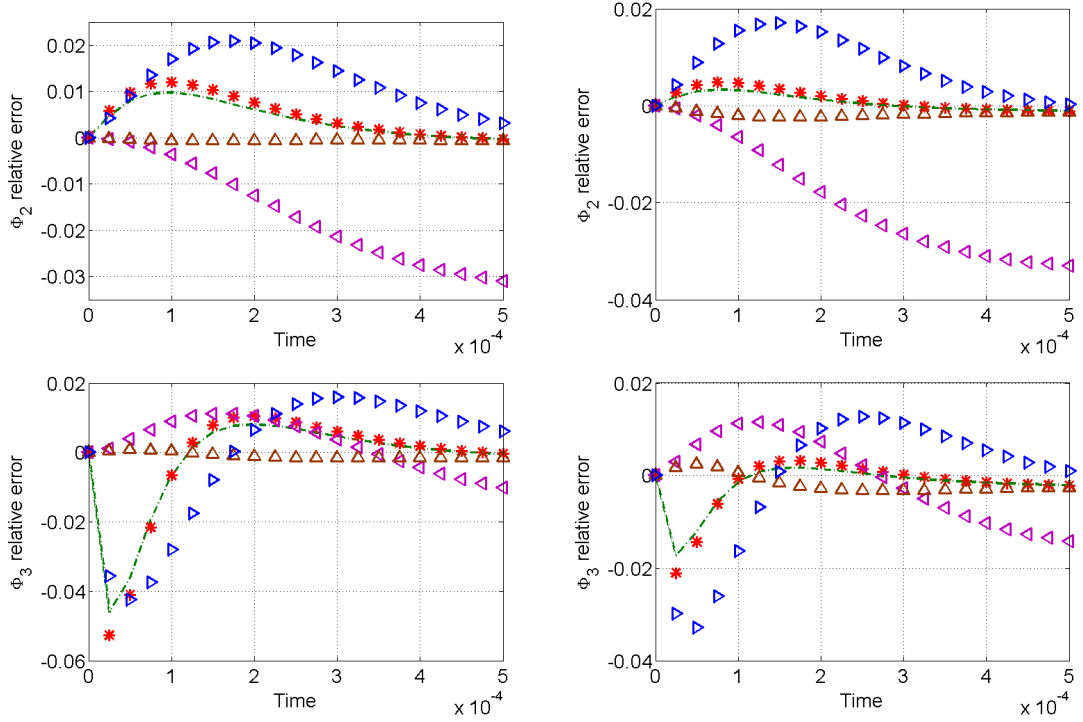 0.02
0.01
0
-0.01
-0.02
-0.03
Φ2 relative error
0 1 2 3 4 5
Time
x 10-4
0.02
0
-0.02
-0.04
Φ2 relative error
0 1 2 3 4 5
Time
x 10-4
0.02
0
-0.02
-0.04
-0.06
Φ3 relative error
0 1 2 3 4 5
Time
x 10-4
0.02
0
-0.02
-0.04
Φ3 relative error
0 1 2 3 4 5
Time
x 10-4